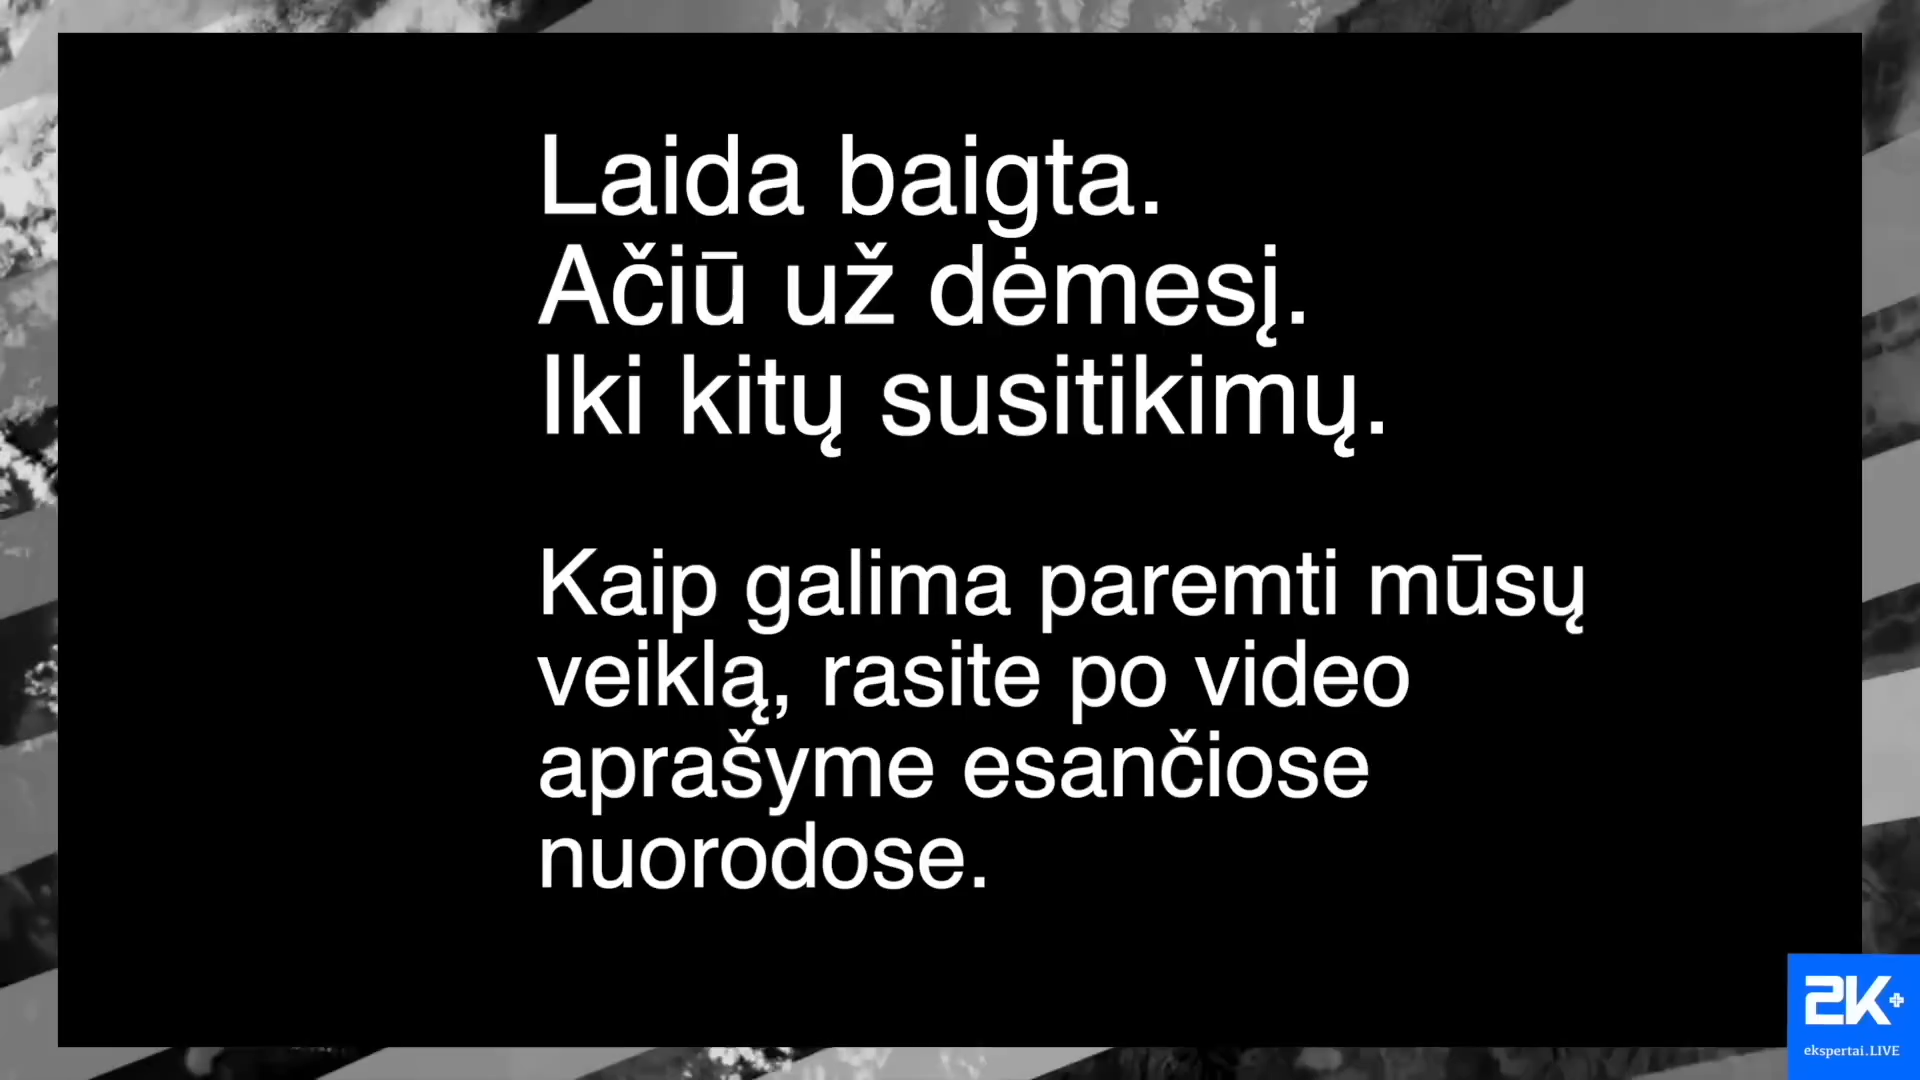 Laida baigta.
Ačiū už dėmesį.
Iki kitų susitikimų.
Kaip galima paremti mūsų
veiklą, rasite po video
aprašyme esančiose
nuorodose.
2K+
ekspertai.LIVE